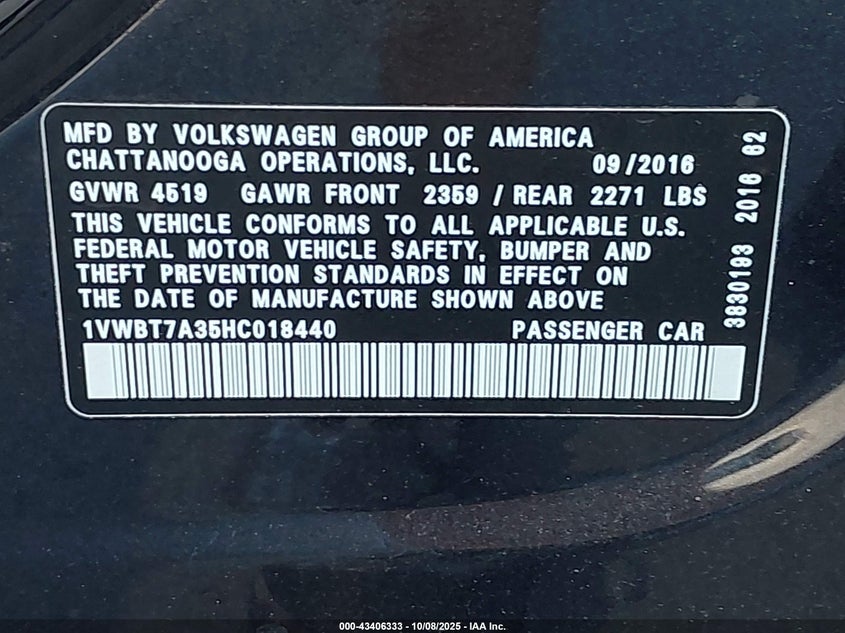 MFD BY VOLKSWAGEN GROUP OF AMERICA
CHATTANOOGA OPERATIONS, LLC. 09/2016
GVWR 4519 GAWR FRONT 2359 / REAR 2271 LBS
THIS VEHICLE CONFORMS TO ALL APPLICABLE U.S.
FEDERAL MOTOR VEHICLE SAFETY, BUMPER AND
THEFT PREVENTION STANDARDS IN EFFECT ON
THE DATE OF MANUFACTURE SHOWN ABOVE
1VWBT7A35HC018440 PASSENGER CAR
3830193 2016 62
000-43406333 - 10/08/2025 - IAA Inc.